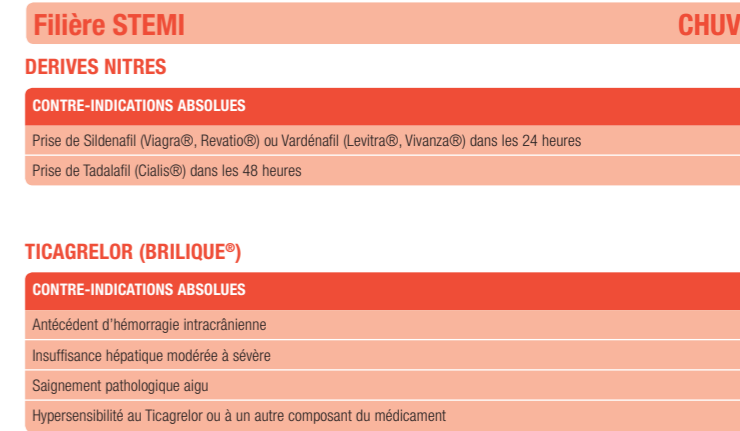 Filière STEMI CHUV
DERIVES NITRES
CONTRE-INDICATIONS ABSOLUES
Prise de Sildenafil (Viagra®, Revatio®) ou Vardénafil (Levitra®, Vivanza®) dans les 24 heures
Prise de Tadalafil (Cialis®) dans les 48 heures
TICAGRELOR (BRILIQUE®)
CONTRE-INDICATIONS ABSOLUES
Antécédent d'hémorragie intracrânienne
Insuffisance hépatique modérée à sévère
Saignement pathologique aigu
Hypersensibilité au Ticagrelor ou à un autre composant du médicament